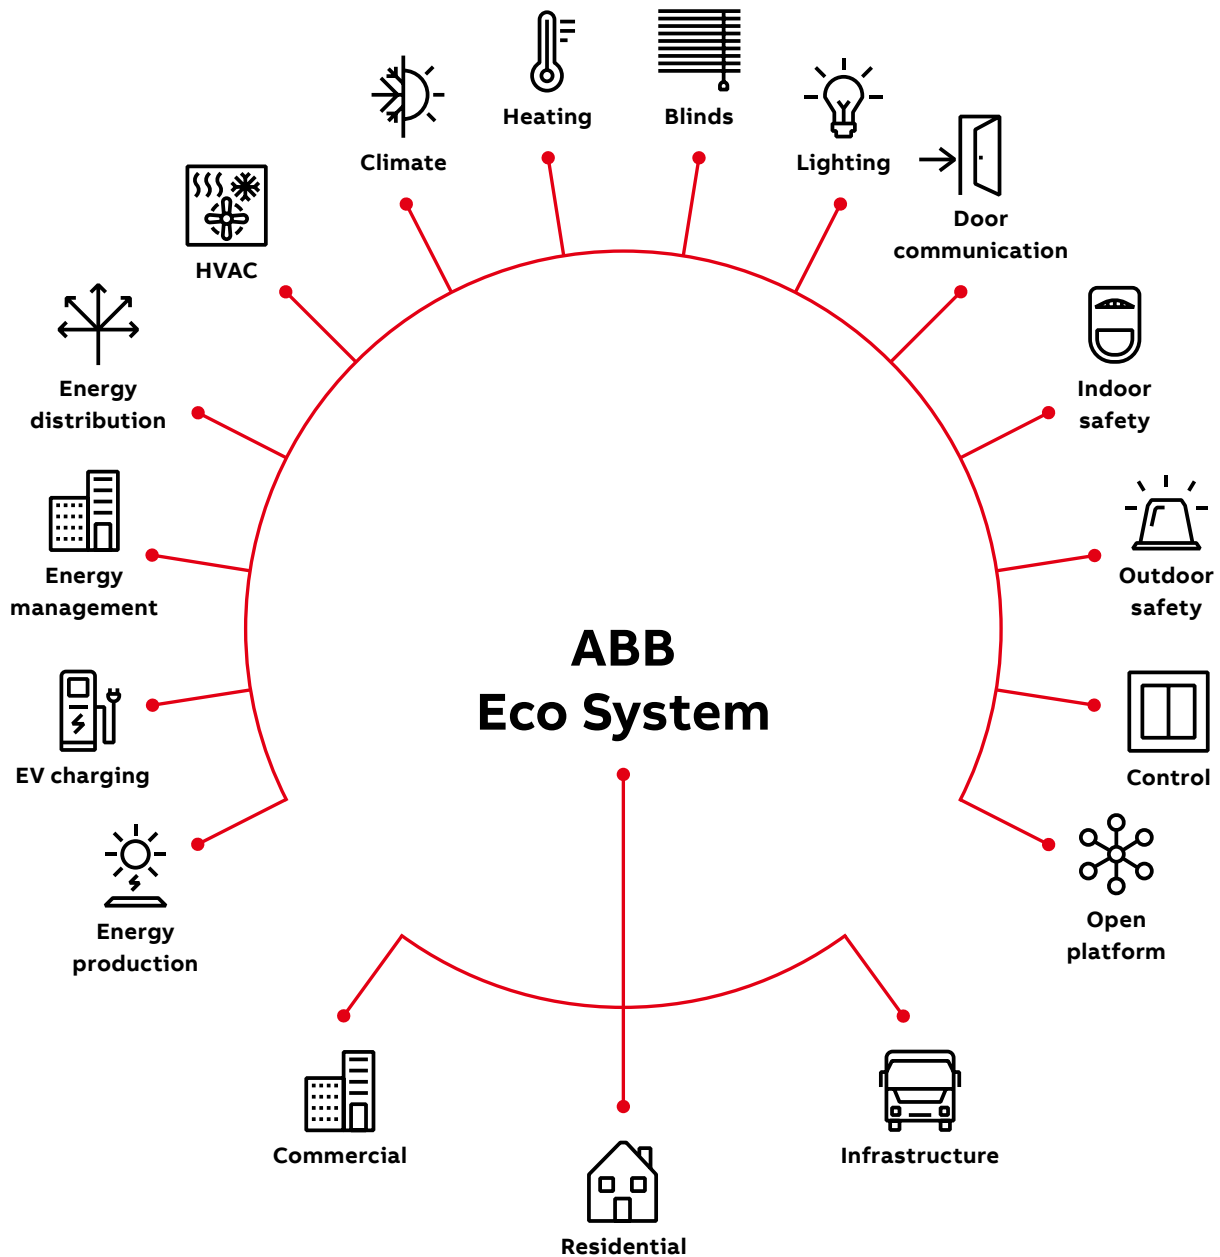 Heating
Blinds
Climate
Lighting
Door
communication
HVAC
Energy
distribution
Indoor
safety
Energy
management
Outdoor
safety
ABB
Eco System
EV charging
Control
Energy
production
Open
platform
Commercial
Infrastructure
Residential